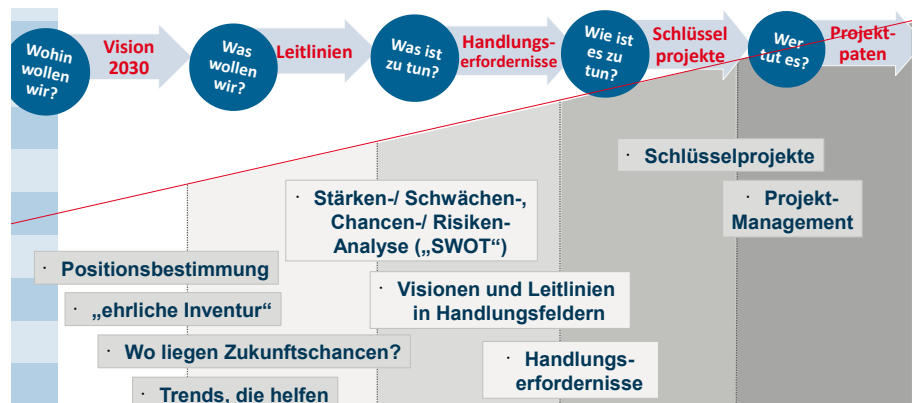 Wohin
wollen
wir?
Vision
2030
Was
wollen
wir?
Leitlinien
Was ist
zu tun?
Handlungs-
erfordernisse
Wie ist
es zu
tun?
Schlüssel
projekte
Wer
tut es?
Projekt-
paten
· Schlüsselprojekte
· Stärken-/ Schwächen-,
Chancen-/ Risiken-
Analyse („SWOT“)
· Projekt-
Management
· Positionsbestimmung
· Visionen und Leitlinien
in Handlungsfeldern
· „ehrliche Inventur“
· Wo liegen Zukunftschancen?
· Handlungs-
erfordernisse
· Trends, die helfen